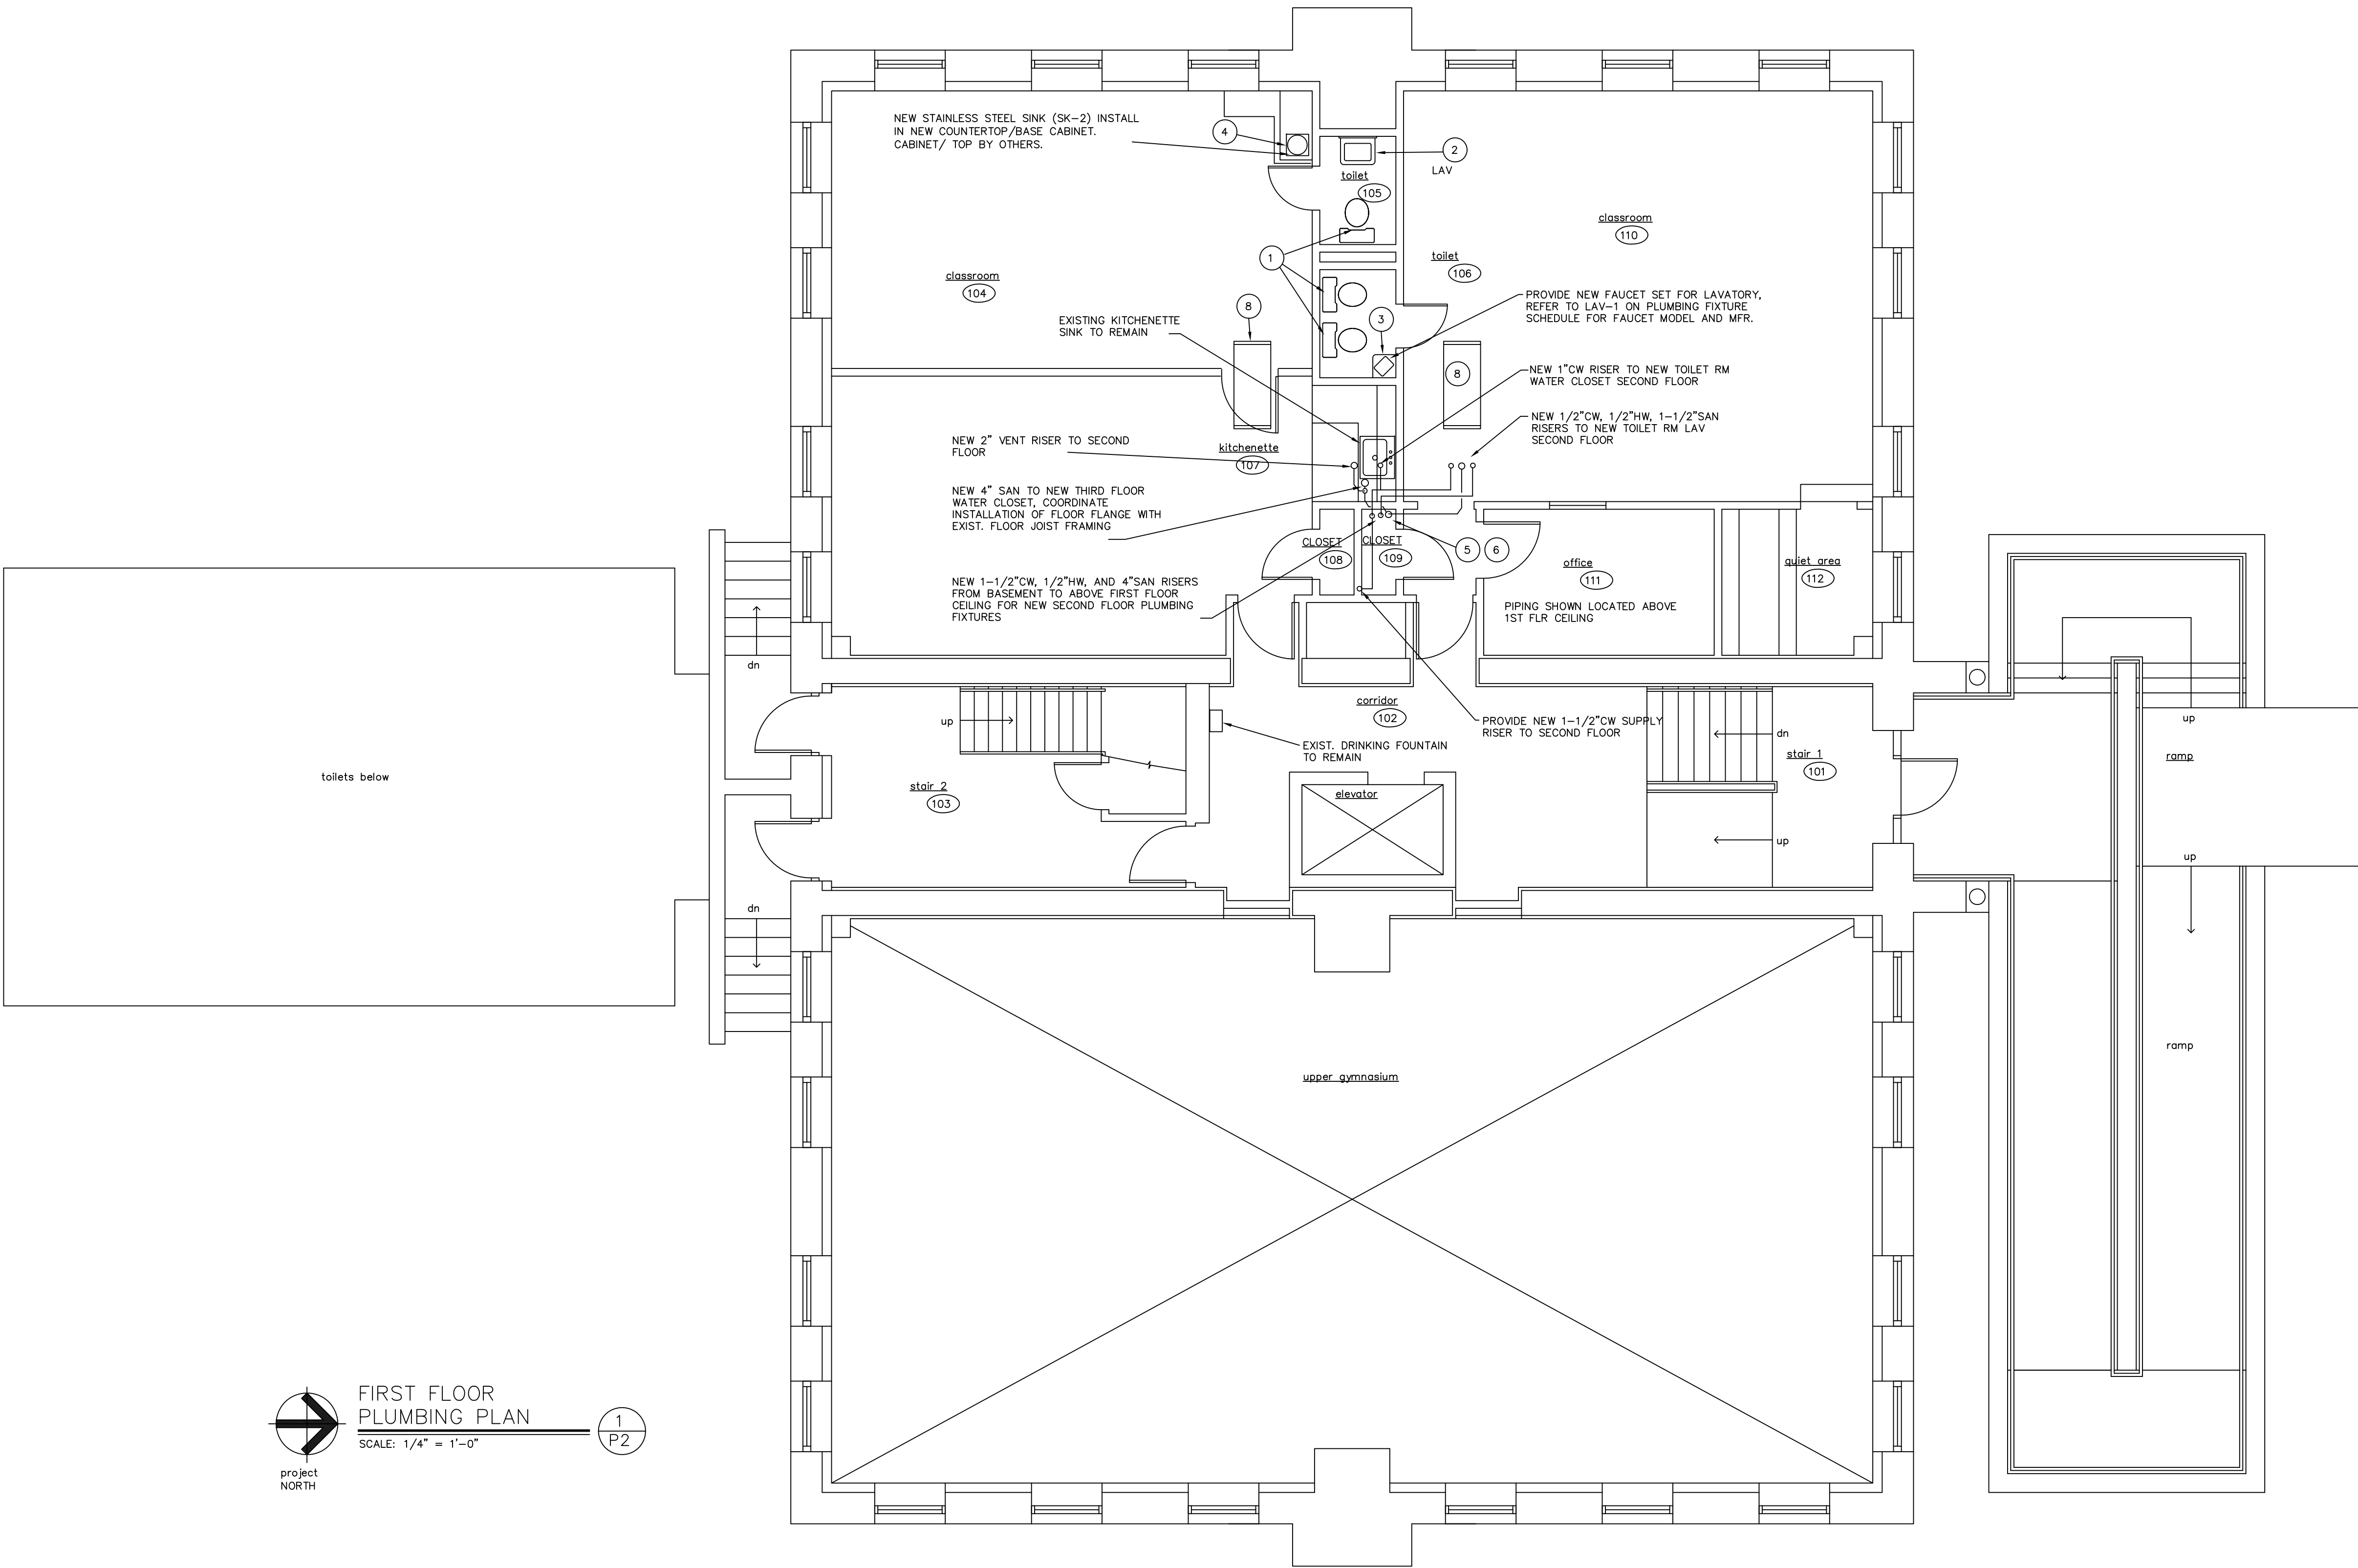 NEW STAINLESS STEEL SINK (SK-2) INSTALL
IN NEW COUNTERTOP/BASE CABINET.
CABINET/ TOP BY OTHERS.
4
2
LAV
toilet
105
classroom
110
1
toilet
106
classroom
104
8
EXISTING KITCHENETTE
SINK TO REMAIN
3
PROVIDE NEW FAUCET SET FOR LAVATORY,
REFER TO LAV-1 ON PLUMBING FIXTURE
SCHEDULE FOR FAUCET MODEL AND MFR.
8
NEW 1"CW RISER TO NEW TOILET RM
WATER CLOSET SECOND FLOOR
NEW 1/2"CW, 1/2"HW, 1-1/2"SAN
RISERS TO NEW TOILET RM LAV
SECOND FLOOR
NEW 2" VENT RISER TO SECOND
FLOOR
kitchenette
107
NEW 4" SAN TO NEW THIRD FLOOR
WATER CLOSET, COORDINATE
INSTALLATION OF FLOOR FLANGE WITH
EXIST. FLOOR JOIST FRAMING
CLOSET
108
CLOSET
109
5
6
office
111
quiet area
112
NEW 1-1/2"CW, 1/2"HW, AND 4"SAN RISERS
FROM BASEMENT TO ABOVE FIRST FLOOR
CEILING FOR NEW SECOND FLOOR PLUMBING
FIXTURES
PIPING SHOWN LOCATED ABOVE
1ST FLR CEILING
dn
up
corridor
102
PROVIDE NEW 1-1/2"CW SUPPLY
RISER TO SECOND FLOOR
EXIST. DRINKING FOUNTAIN
TO REMAIN
dn
stair 1
101
up
ramp
toilets below
stair 2
103
elevator
up
up
dn
ramp
upper gymnasium
FIRST FLOOR
PLUMBING PLAN
SCALE: 1/4" = 1'-0"
1
P2
project
NORTH